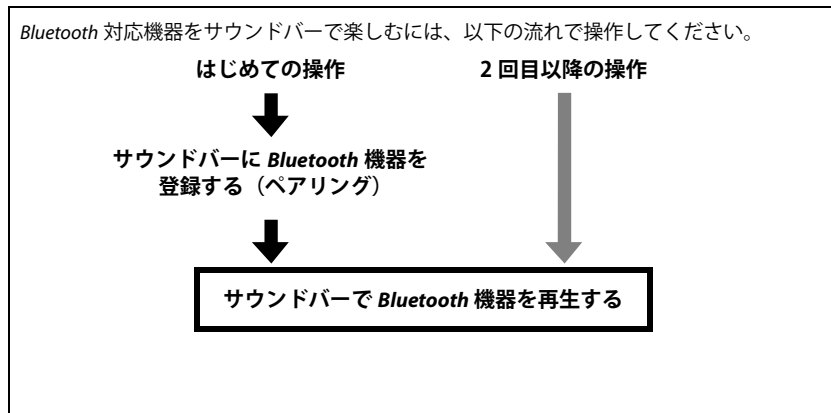 Bluetooth 対応機器をサウンドバーで楽しむには、以下の流れで操作してください。
はじめての操作
2 回目以降の操作
サウンドバーに Bluetooth 機器を
登録する（ペアリング）
サウンドバーで Bluetooth 機器を再生する